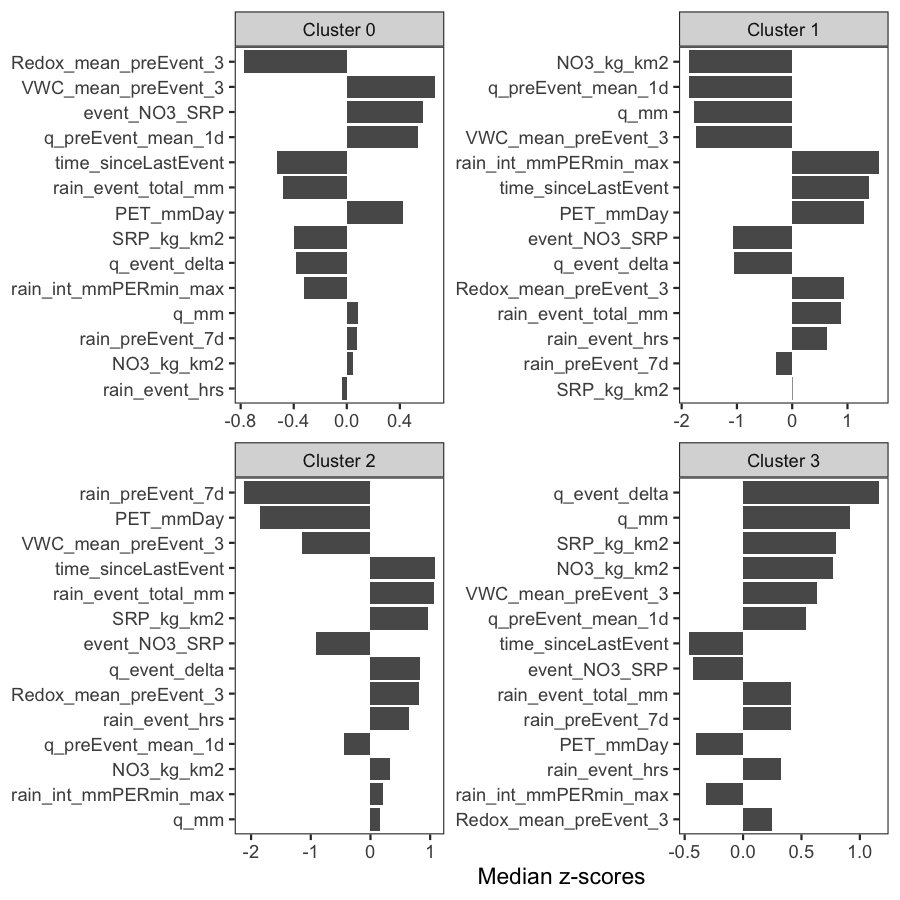 Cluster 0
Redox_mean_preEvent_3
VWC_mean_preEvent_3
event_NO3_SRP
q_preEvent_mean_1d
time_sinceLastEvent
rain_event_total_mm
PET_mmDay
SRP_kg_km2
q_event_delta
rain_int_mmPERmin_max
q_mm
rain_preEvent_7d
NO3_kg_km2
rain_event_hrs
-0.8 -0.4 0.0 0.4
Cluster 1
NO3_kg_km2
q_preEvent_mean_1d
q_mm
VWC_mean_preEvent_3
rain_int_mmPERmin_max
time_sinceLastEvent
PET_mmDay
event_NO3_SRP
q_event_delta
Redox_mean_preEvent_3
rain_event_total_mm
rain_event_hrs
rain_preEvent_7d
SRP_kg_km2
-2 -1 0 1
Cluster 2
rain_preEvent_7d
PET_mmDay
VWC_mean_preEvent_3
time_sinceLastEvent
rain_event_total_mm
SRP_kg_km2
event_NO3_SRP
q_event_delta
Redox_mean_preEvent_3
rain_event_hrs
q_preEvent_mean_1d
NO3_kg_km2
rain_int_mmPERmin_max
q_mm
-2 -1 0 1
Cluster 3
q_event_delta
q_mm
SRP_kg_km2
NO3_kg_km2
VWC_mean_preEvent_3
q_preEvent_mean_1d
time_sinceLastEvent
event_NO3_SRP
rain_event_total_mm
rain_preEvent_7d
PET_mmDay
rain_event_hrs
rain_int_mmPERmin_max
Redox_mean_preEvent_3
-0.5 0.0 0.5 1.0
Median z-scores